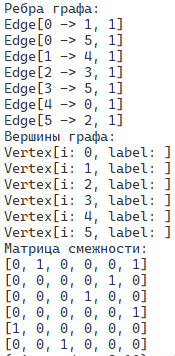 Ребра графа:
Edge[0 -> 1, 1]
Edge[0 -> 5, 1]
Edge[1 -> 4, 1]
Edge[2 -> 3, 1]
Edge[3 -> 5, 1]
Edge[4 -> 0, 1]
Edge[5 -> 2, 1]
Вершины графа:
Vertex[i: 0, label: ]
Vertex[i: 1, label: ]
Vertex[i: 2, label: ]
Vertex[i: 3, label: ]
Vertex[i: 4, label: ]
Vertex[i: 5, label: ]
Матрица смежности:
[0, 1, 0, 0, 0, 1]
[0, 0, 0, 0, 1, 0]
[0, 0, 0, 1, 0, 0]
[0, 0, 0, 0, 0, 1]
[1, 0, 0, 0, 0, 0]
[0, 0, 1, 0, 0, 0]